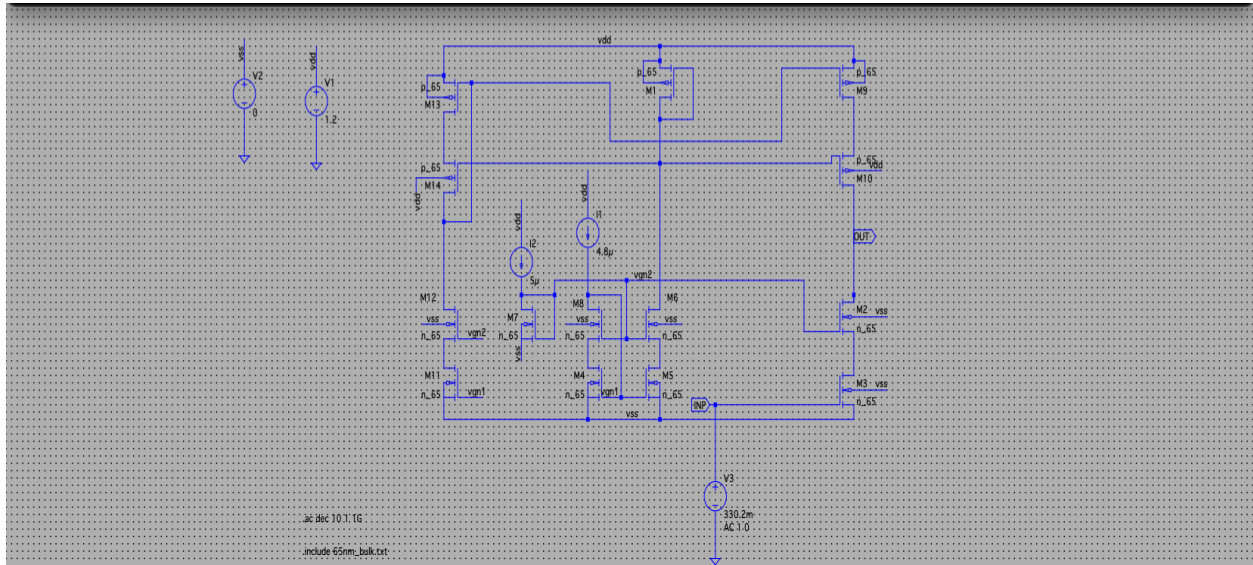 vdd
vss
V2
0
vdd
V1
1.2
p_65
M13
p_65
M1
p_65
M9
p_65
M14
vdd
p_65
vdd
M10
vdd
I1
4.8µ
vdd
I2
5µ
OUT
vgn2
M12
vss
n_65
vgn2
M7
n_65
vss
M8
vss
n_65
M6
vss
n_65
M2
vss
n_65
M11
n_65
vgn1
M4
n_65
vgn1
M5
n_65
M3
vss
n_65
vss
INP
V3
330.2m
AC 1.0
.ac dec 10 1 1G
.include 65nm_bulk.txt